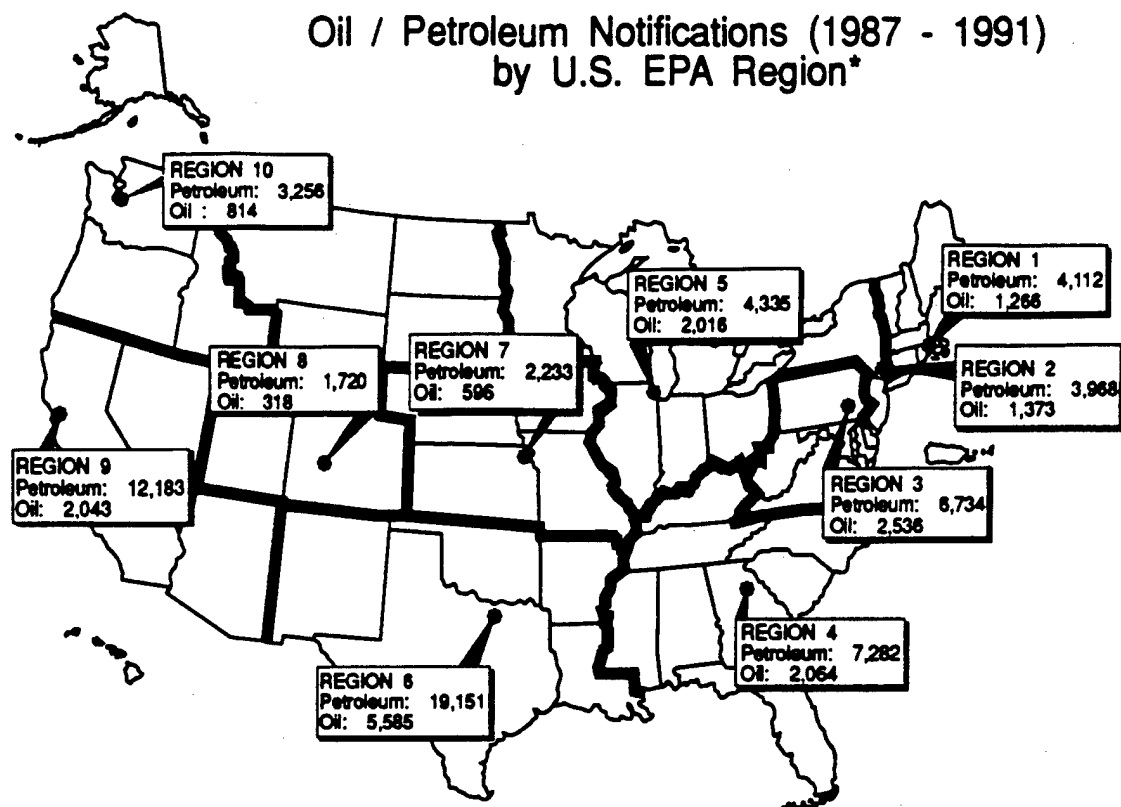 Oil / Petroleum Notifications (1987 - 1991)
by U.S. EPA Region*
REGION 10
Petroleum: 3,256
Oil : 814
REGION 1
Petroleum: 4,112
Oil: 1,266
REGION 5
Petroleum: 4,335
Oil: 2,016
REGION 7
Petroleum: 2,233
Oil: 596
REGION 8
Petroleum: 1,720
Oil: 318
REGION 2
Petroleum: 3,968
Oil: 1,373
REGION 9
Petroleum: 12,183
Oil: 2,043
REGION 3
Petroleum: 6,734
Oil: 2,536
REGION 4
Petroleum: 7,282
Oil: 2,064
REGION 6
Petroleum: 19,151
Oil: 5,585